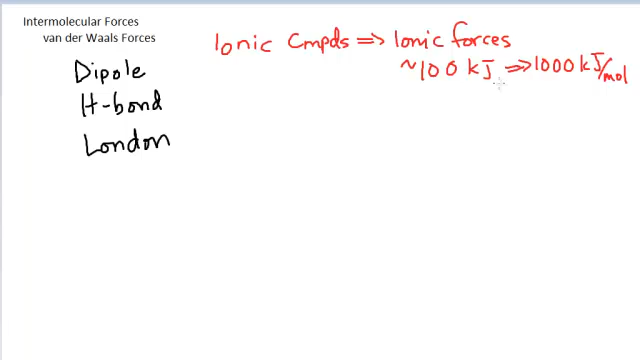 Intermolecular Forces
van der Waals Forces
Ionic Cmpds ⇒ Ionic forces
~100 kJ ⇒ 1000 kJ/mol
Dipole
H-bond
London